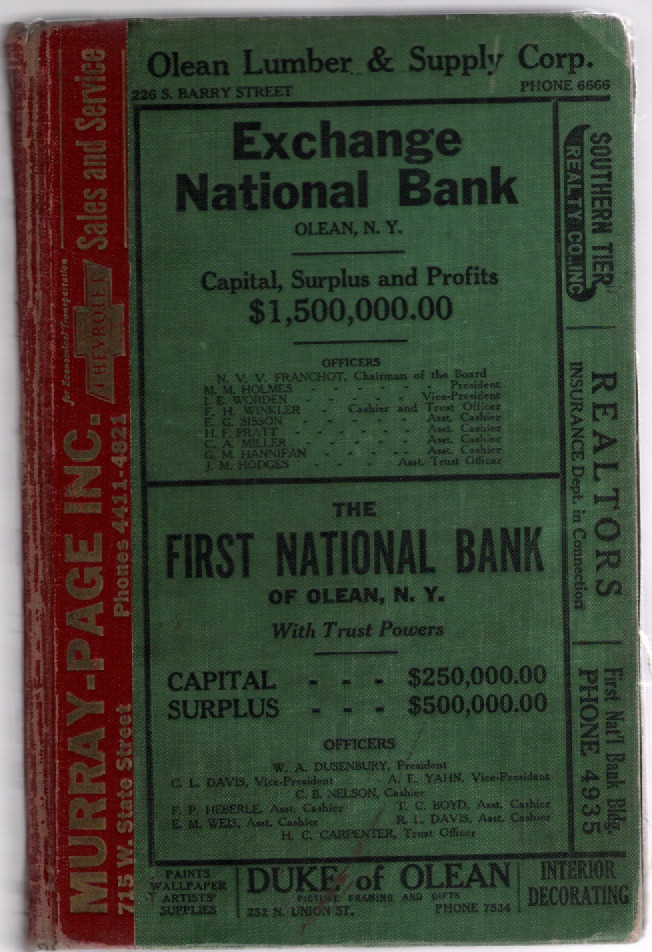 Olean Lumber & Supply Corp.
226 S. BARRY STREET PHONE 6666
Exchange
National Bank
OLEAN, N. Y.
Capital, Surplus and Profits
$1,500,000.00
OFFICERS
N. V. V. FRANCHOT, Chairman of the Board
M. M. HOLMES - - - - - - - President
I. E. WORDEN - - - - - - Vice-President
F. H. WINKLER - - Cashier and Trust Officer
E. G. SISSON - - - - - - Asst. Cashier
H. F. PRATT - - - - - - Asst. Cashier
C. A. MILLER - - - - - - Asst. Cashier
G. M. HANNIFAN - - - - - Asst. Cashier
J. M. HODGES - - - - Asst. Trust Officer
THE
FIRST NATIONAL BANK
OF OLEAN, N. Y.
With Trust Powers
CAPITAL - - - $250,000.00
SURPLUS - - - $500,000.00
OFFICERS
W. A. DUSENBURY, President
C. L. DAVIS, Vice-President A. E. YAHN, Vice-President
C. B. NELSON, Cashier
F. P. HEBERLE, Asst. Cashier T. C. BOYD, Asst. Cashier
E. M. WEIS, Asst. Cashier R. L. DAVIS, Asst. Cashier
H. C. CARPENTER, Trust Officer
PAINTS
WALLPAPER
ARTISTS'
SUPPLIES
DUKE of OLEAN
PICTURE FRAMING AND GIFTS
252 N. UNION ST. PHONE 7534
INTERIOR
DECORATING
SOUTHERN TIER
REALTY CO., INC
REALTORS
INSURANCE Dept. in Connection
First Nat'l Bank Bldg.
PHONE 4935
MURRAY-PAGE INC.
715 W. State Street Phones 4411-4821
for Economical Transportation
CHEVROLET
Sales and Service